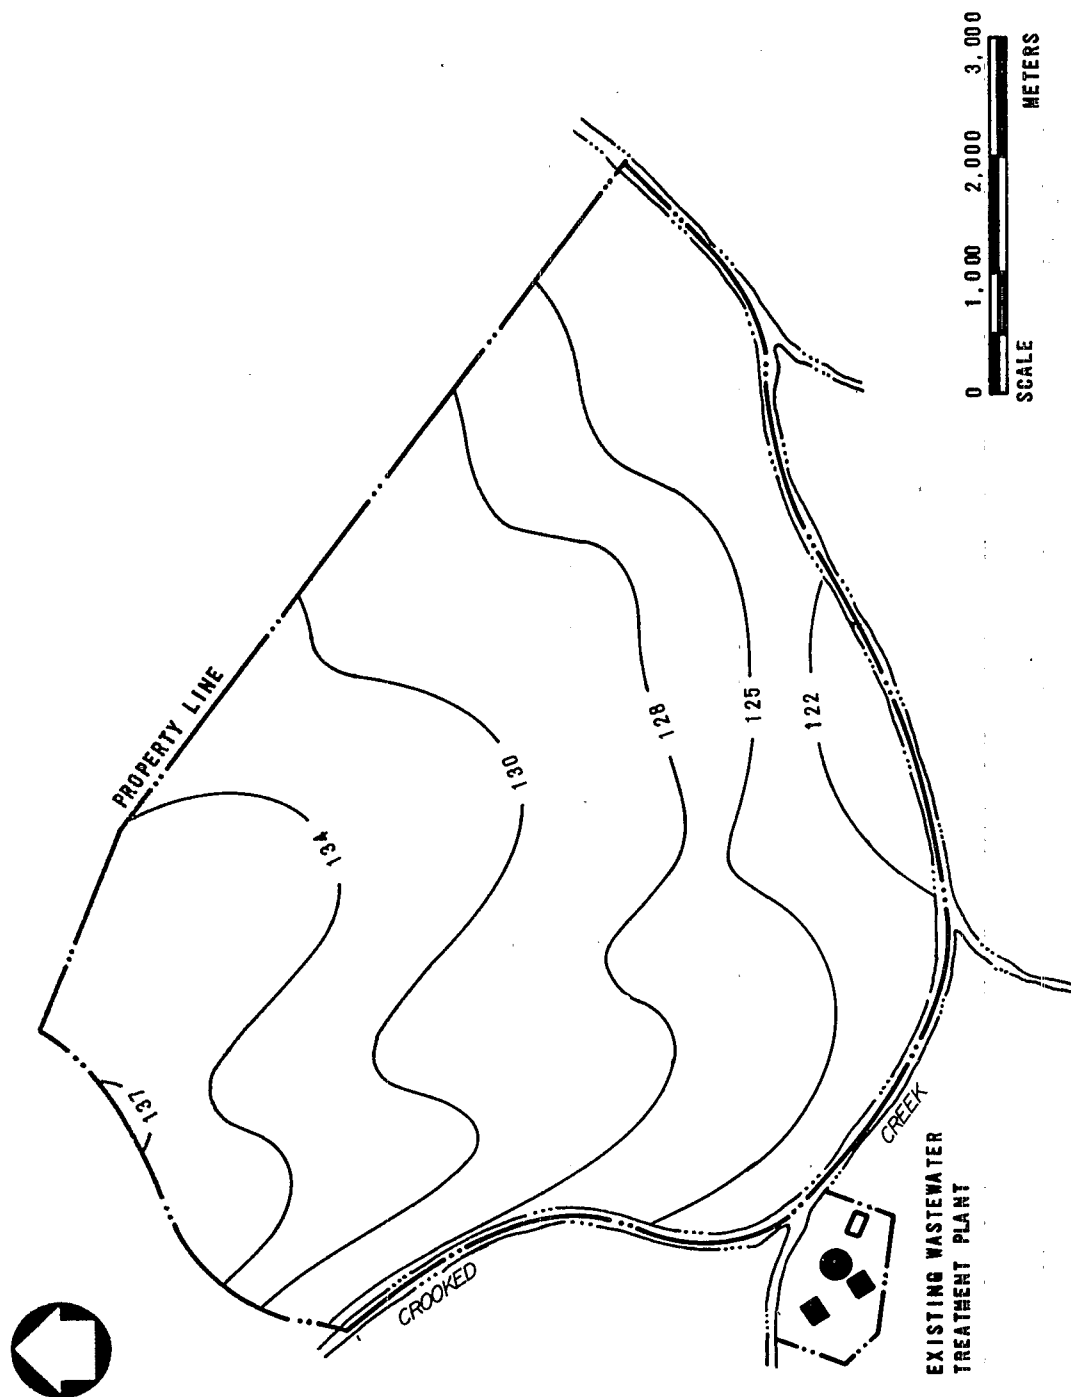 PROPERTY LINE
137
134
130
128
125
122
CROOKED
CREEK
EXISTING WASTEWATER
TREATMENT PLANT
0 1,000 2,000 3,000
SCALE METERS